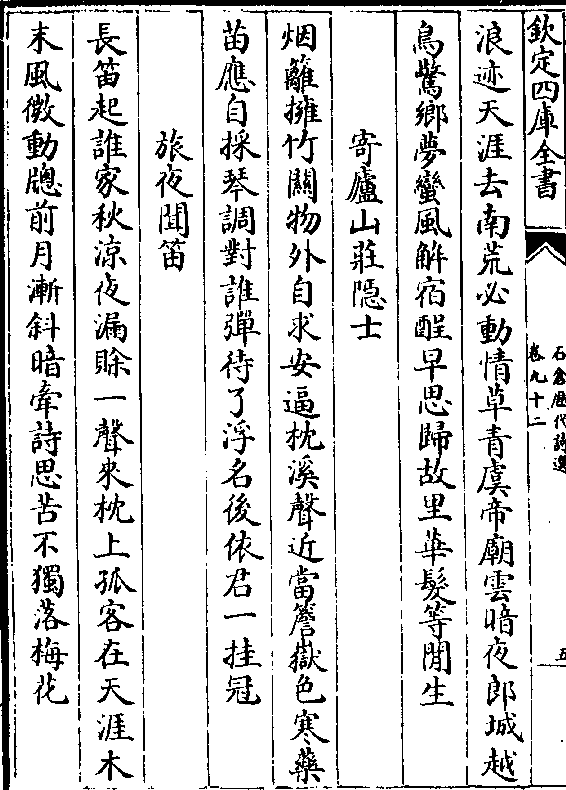 欽定四庫全書
石倉歴代詩選
卷九十二
五
浪迹天涯去南荒必動情草青虞帝廟雲暗夜郎城越
鳥驚鄉夢蠻風解宿酲早思歸故里華髮等閒生
寄廬山莊隱士
烟籬擁竹關物外自求安逼枕溪聲近當簷嶽色寒藥
苗應自採琴調對誰彈待了浮名後依君一挂冠
旅夜聞笛
長笛起誰家秋涼夜漏賖一聲來枕上孤客在天涯木
末風微動牕前月漸斜暗牽詩思苦不獨落梅花